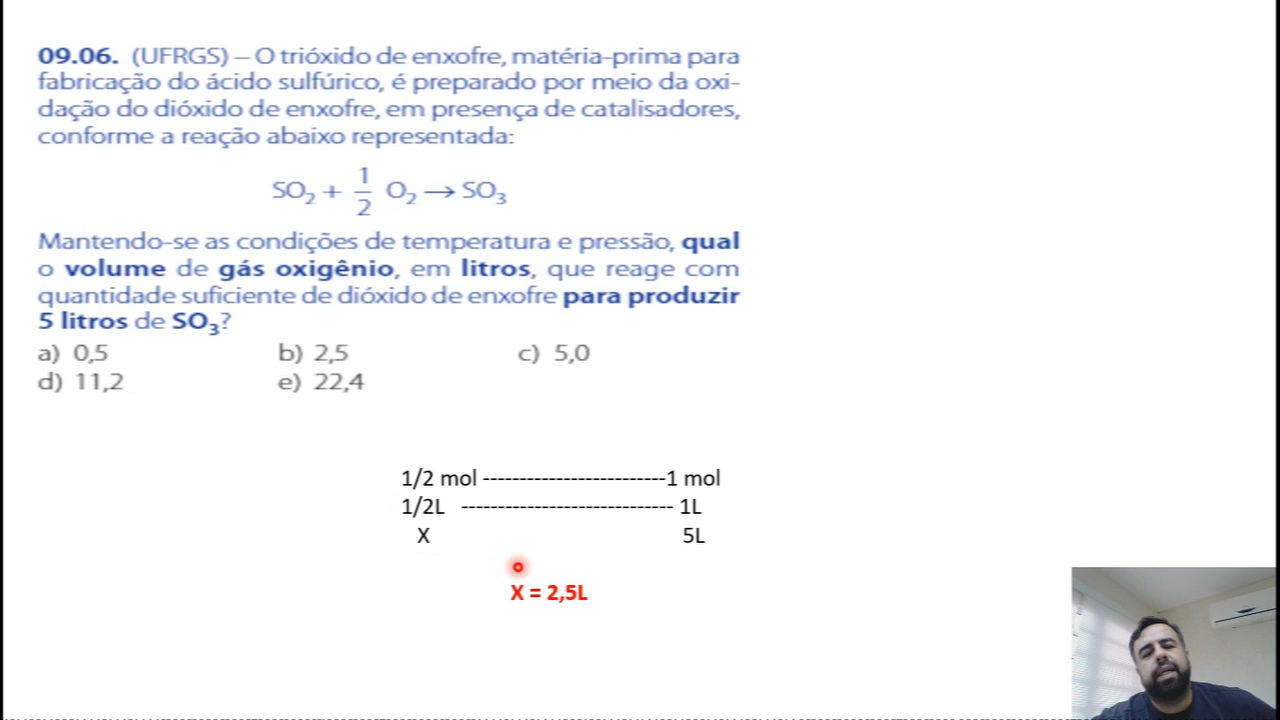 09.06. (UFRGS) – O trióxido de enxofre, matéria-prima para
fabricação do ácido sulfúrico, é preparado por meio da oxi-
dação do dióxido de enxofre, em presença de catalisadores,
conforme a reação abaixo representada:
SO₂ + 1/2 O₂ → SO₃
Mantendo-se as condições de temperatura e pressão, qual
o volume de gás oxigênio, em litros, que reage com
quantidade suficiente de dióxido de enxofre para produzir
5 litros de SO₃?
a) 0,5 b) 2,5 c) 5,0
d) 11,2 e) 22,4
1/2 mol -------------------------1 mol
1/2L ----------------------------- 1L
X 5L
X = 2,5L